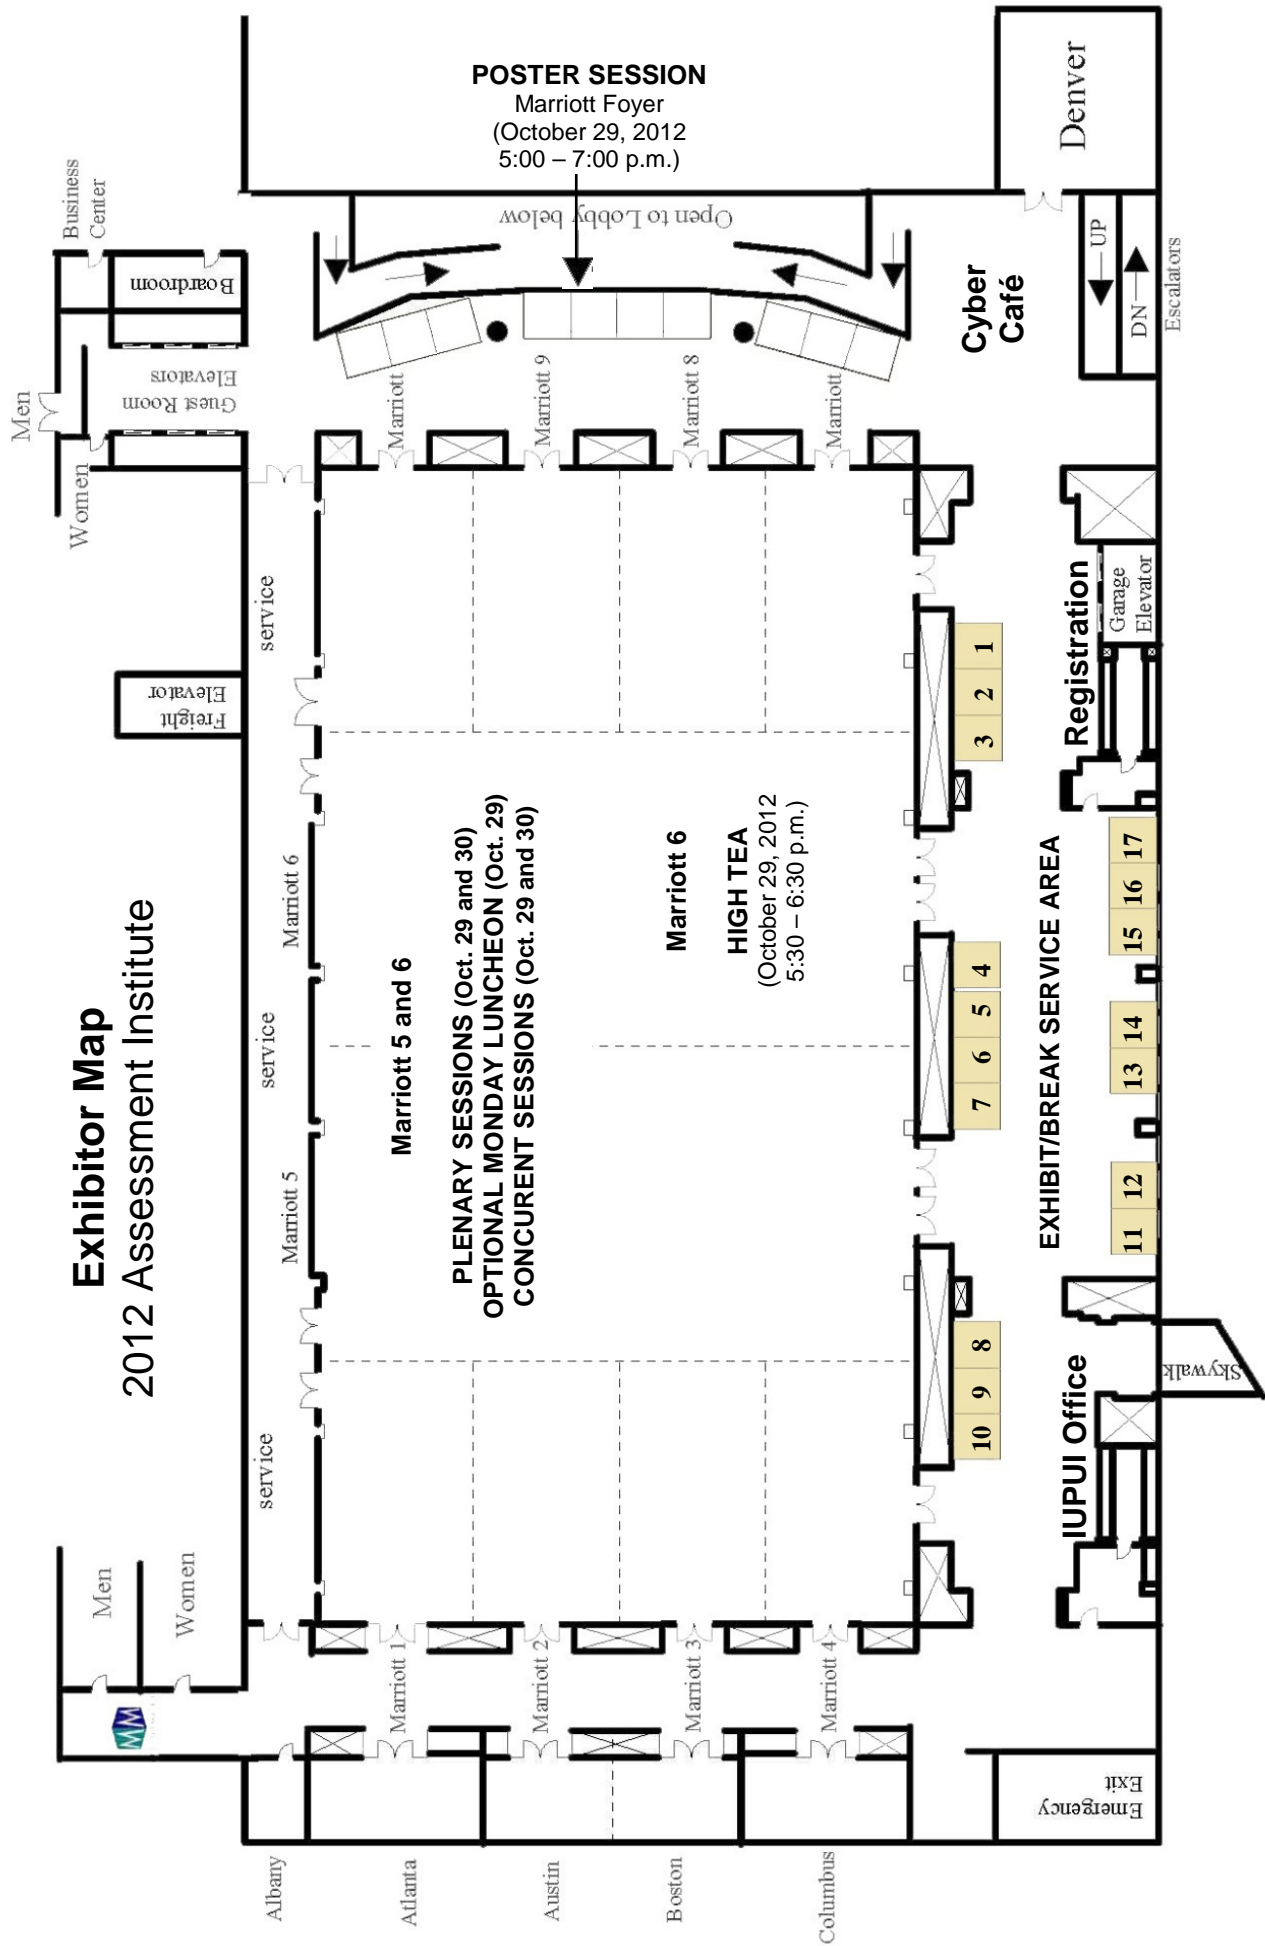 Exhibitor Map
2012 Assessment Institute
POSTER SESSION
Marriott Foyer
(October 29, 2012
5:00 – 7:00 p.m.)
Men
Women
Business
Center
Boardroom
Guest Room
Elevators
Open to Lobby below
Denver
Cyber
Café
UP
DN
Escalators
Marriott
Marriott 9
Marriott 8
Marriott
service
Freight
Elevator
service
service
Marriott 6
Marriott 5
Marriott 5 and 6
PLENARY SESSIONS (Oct. 29 and 30)
OPTIONAL MONDAY LUNCHEON (Oct. 29)
CONCURENT SESSIONS (Oct. 29 and 30)
Marriott 6
HIGH TEA
(October 29, 2012
5:30 – 6:30 p.m.)
Registration
Garage
Elevator
EXHIBIT/BREAK SERVICE AREA
IUPUI Office
Skywalk
10 9 8
7 6 5 4
3 2 1
11 12
13 14
15 16 17
Men
Women
Marriott 1
Marriott 2
Marriott 3
Marriott 4
Albany
Atlanta
Austin
Boston
Columbus
Emergency
Exit